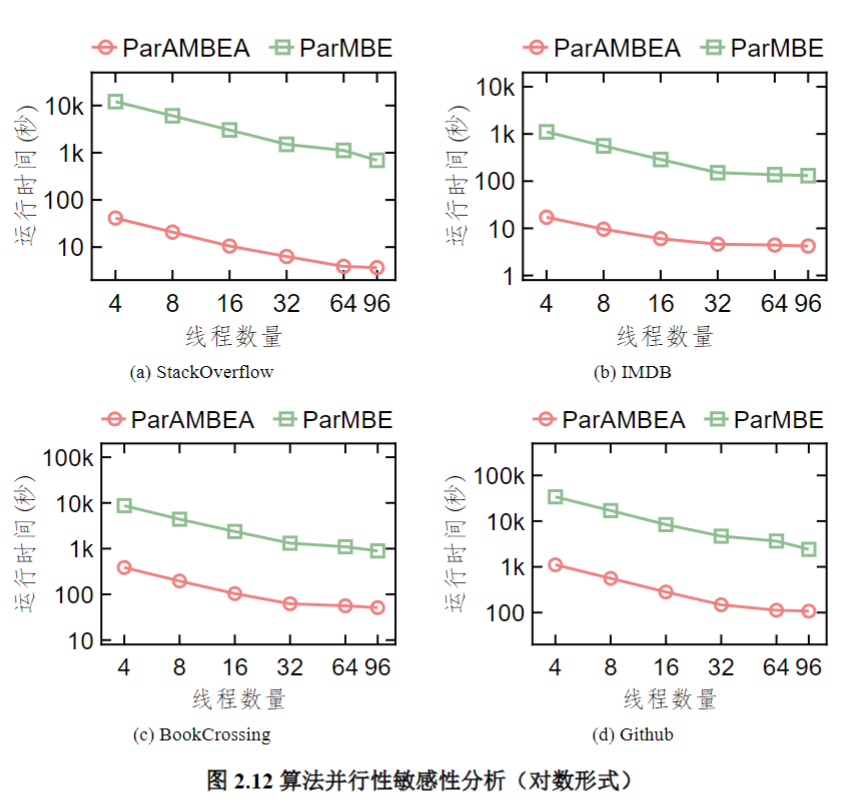 ParAMBEA ParMBE
运行时间(秒)
10k
1k
100
10
4 8 16 32 64 96
线程数量
(a) StackOverflow
ParAMBEA ParMBE
运行时间(秒)
10k
1k
100
10
1
4 8 16 32 64 96
线程数量
(b) IMDB
ParAMBEA ParMBE
运行时间(秒)
100k
10k
1k
100
10
4 8 16 32 64 96
线程数量
(c) BookCrossing
ParAMBEA ParMBE
运行时间(秒)
100k
10k
1k
100
4 8 16 32 64 96
线程数量
(d) Github
图 2.12 算法并行性敏感性分析（对数形式）